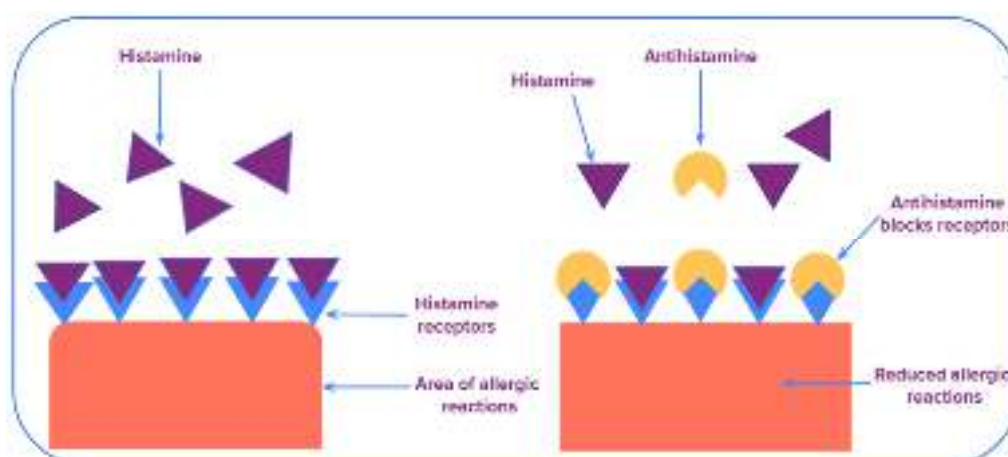 Histamine
Histamine
receptors
Area of allergic
reactions
Histamine
Antihistamine
Antihistamine
blocks receptors
Reduced allergic
reactions